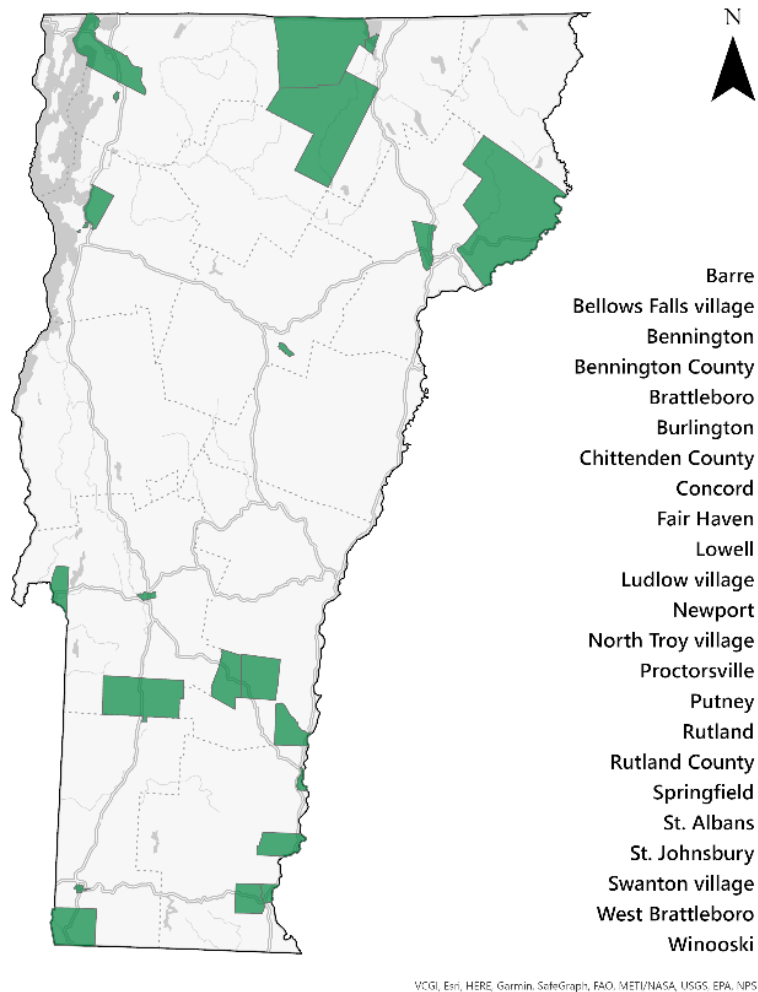 N
Barre
Bellows Falls village
Bennington
Bennington County
Brattleboro
Burlington
Chittenden County
Concord
Fair Haven
Lowell
Ludlow village
Newport
North Troy village
Proctorsville
Putney
Rutland
Rutland County
Springfield
St. Albans
St. Johnsbury
Swanton village
West Brattleboro
Winooski
VCGI, Esri, HERE, Garmin, SafeGraph, FAO, METI/NASA, USGS, EPA, NPS